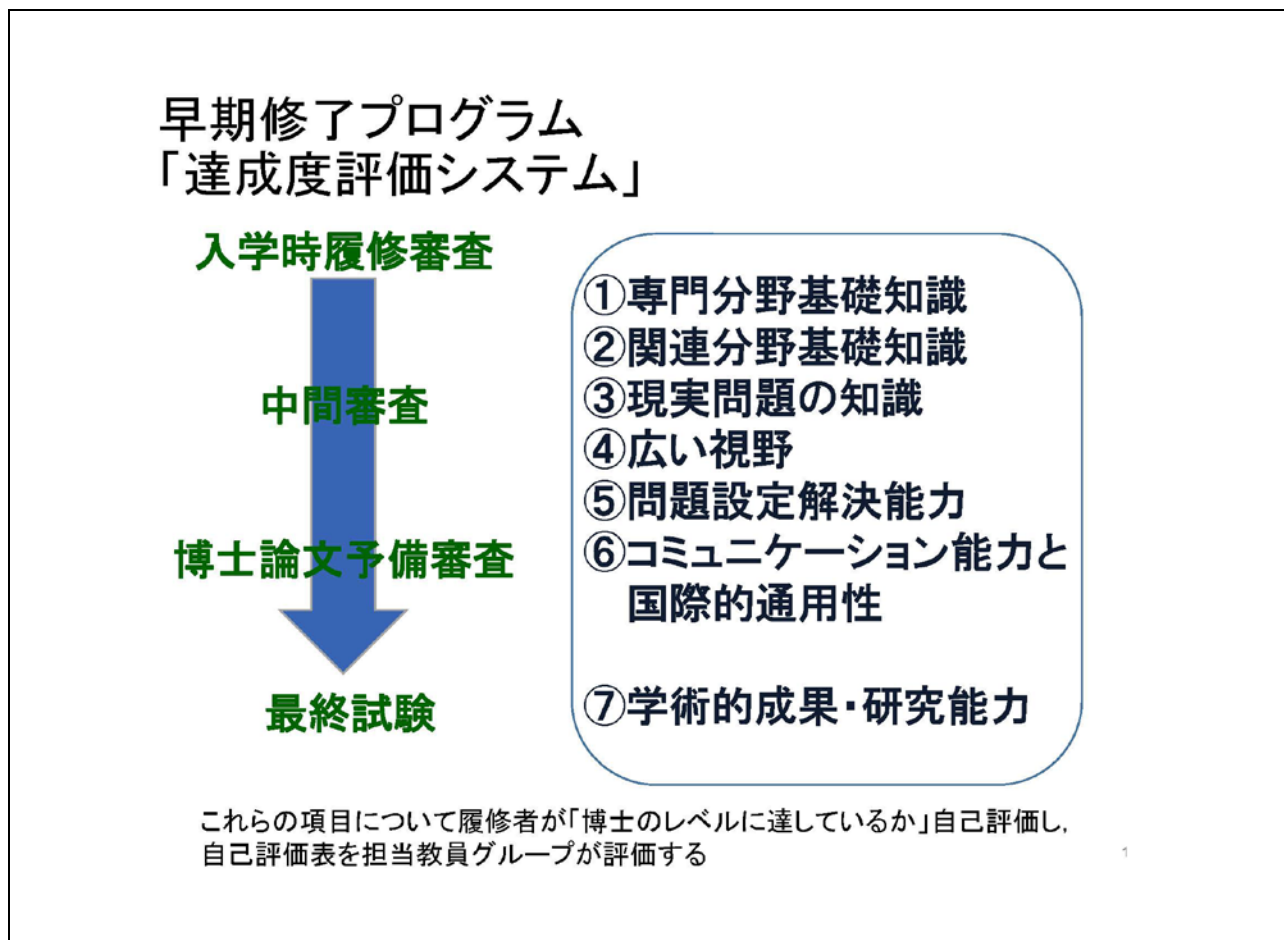 早期修了プログラム
「達成度評価システム」
入学時履修審査
中間審査
博士論文予備審査
最終試験
①専門分野基礎知識
②関連分野基礎知識
③現実問題の知識
④広い視野
⑤問題設定解決能力
⑥コミュニケーション能力と
国際的通用性
⑦学術的成果・研究能力
これらの項目について履修者が「博士のレベルに達しているか」自己評価し，
自己評価表を担当教員グループが評価する
1